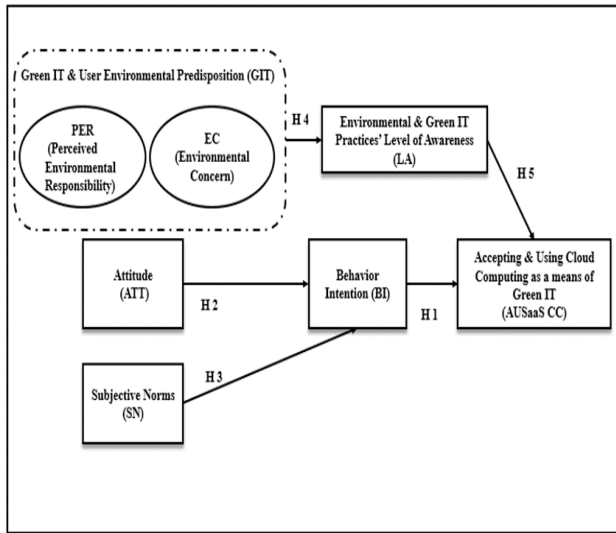 Green IT & User Environmental Predisposition (GIT)
PER
(Perceived
Environmental
Responsibility)
EC
(Environmental
Concern)
H 4
Environmental & Green IT
Practices' Level of Awareness
(LA)
H 5
Attitude
(ATT)
H 2
Behavior
Intention (BI)
H 1
Accepting & Using Cloud
Computing as a means of
Green IT
(AUSaaS CC)
H 3
Subjective Norms
(SN)